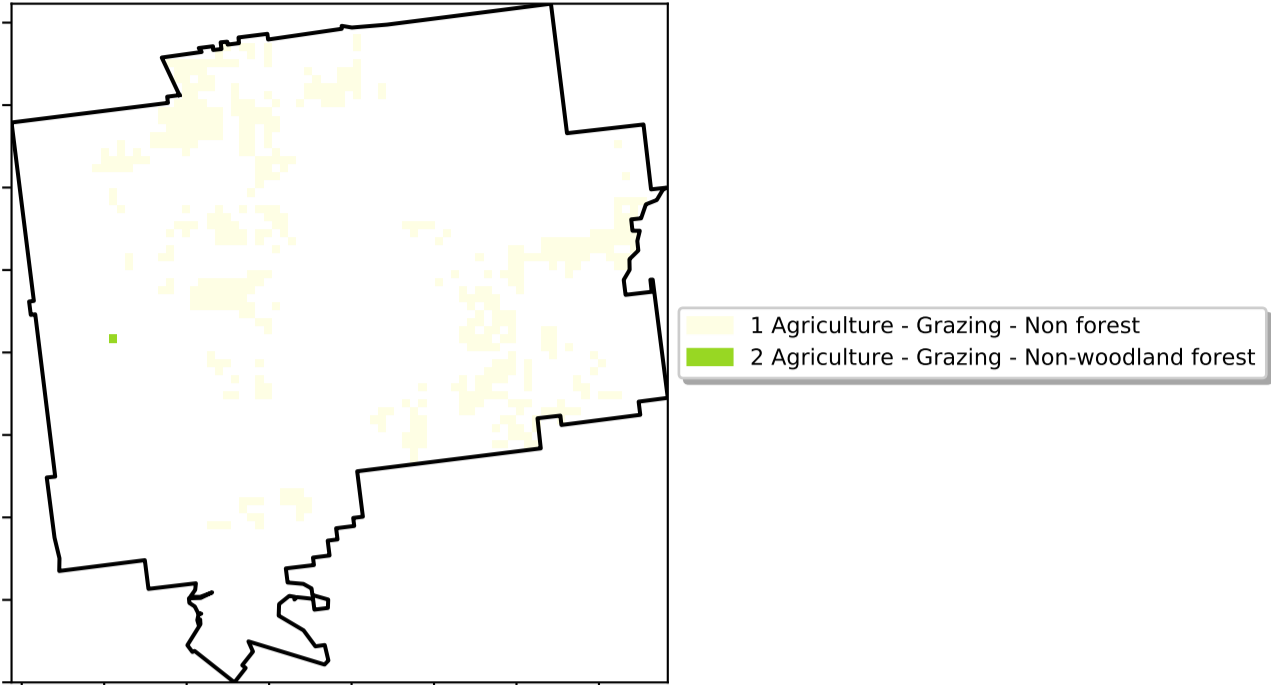 1 Agriculture - Grazing - Non forest
2 Agriculture - Grazing - Non-woodland forest